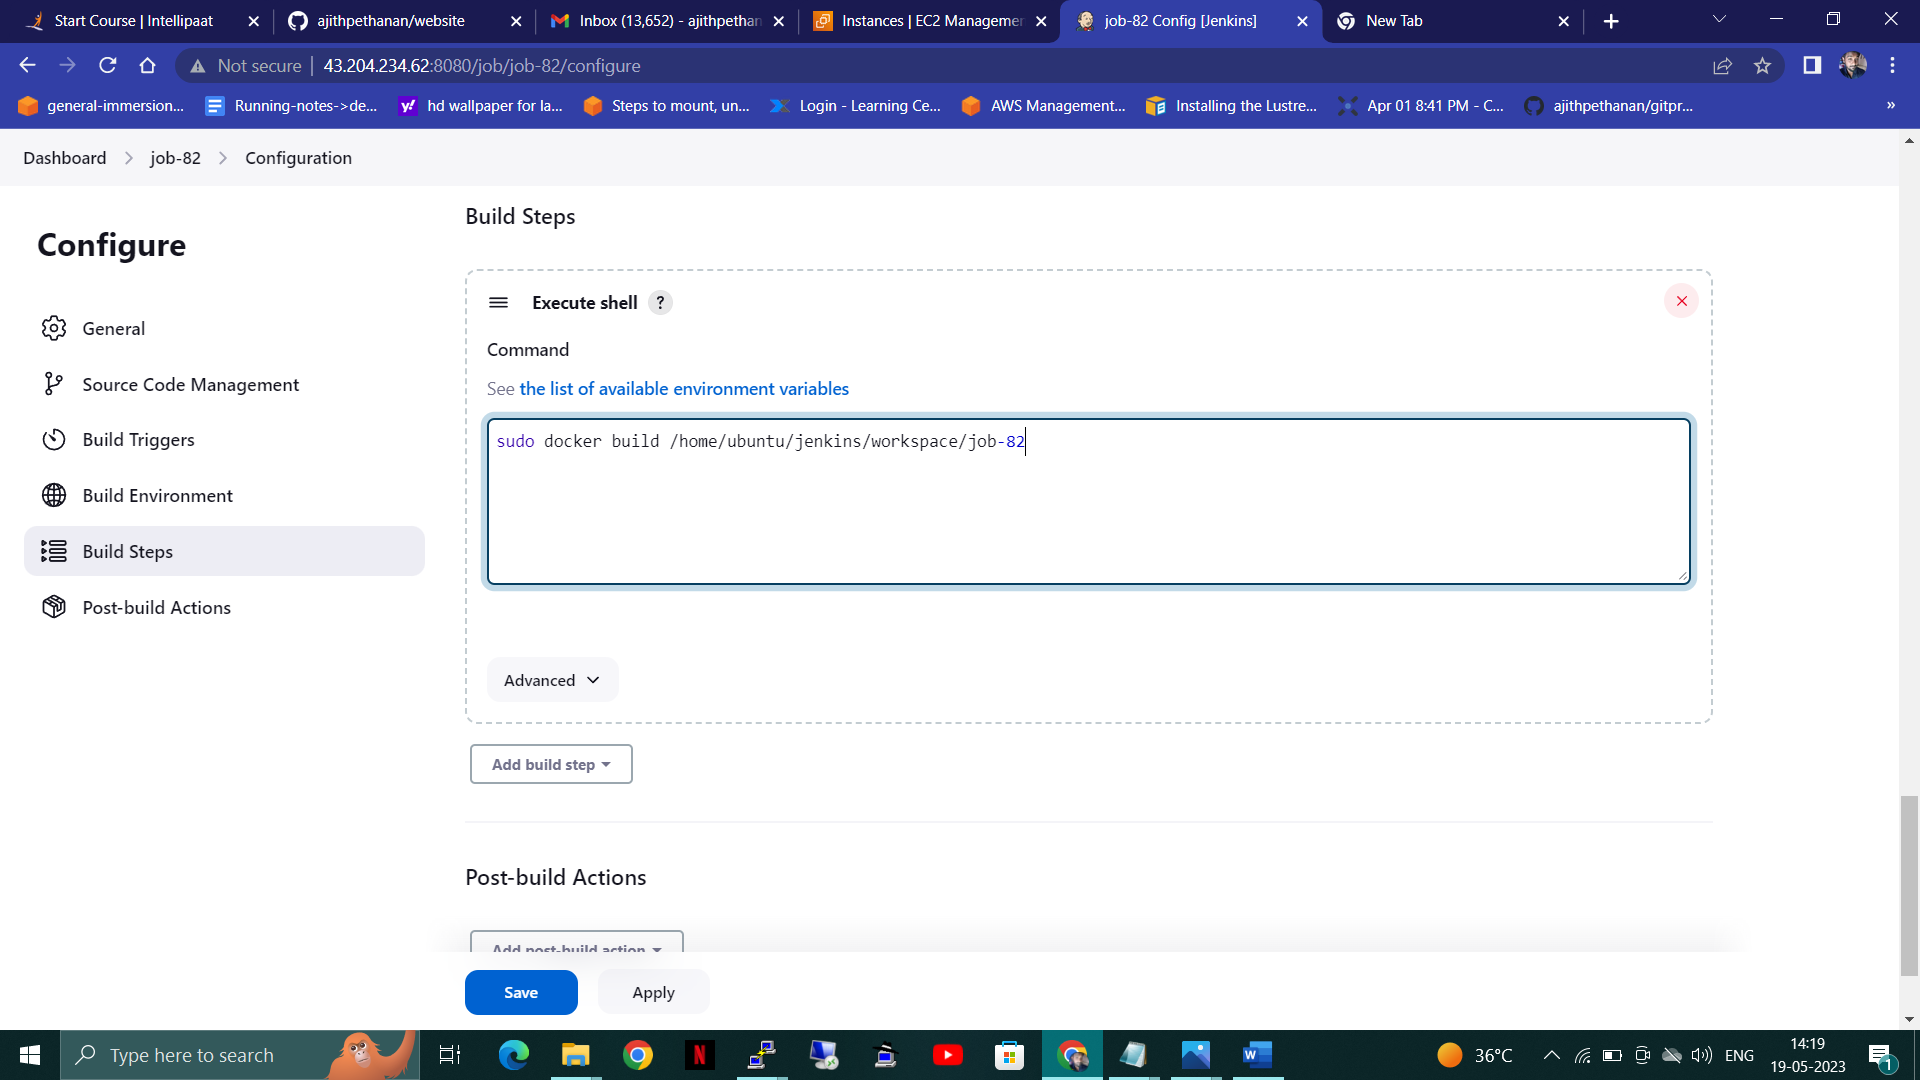 Start Course | Intellipaat
ajithpethanan/website
Inbox (13,652) - ajithpethan
Instances | EC2 Managemen
job-82 Config [Jenkins]
New Tab
Not secure | 43.204.234.62:8080/job/job-82/configure
general-immersion...
Running-notes->de...
hd wallpaper for la...
Steps to mount, un...
Login - Learning Ce...
AWS Management...
Installing the Lustre...
Apr 01 8:41 PM - C...
ajithpethanan/gitpr...
»
Dashboard > job-82 > Configuration
Configure
General
Source Code Management
Build Triggers
Build Environment
Build Steps
Post-build Actions
Build Steps
Execute shell ?
Command
See the list of available environment variables
sudo docker build /home/ubuntu/jenkins/workspace/job-82
Advanced
Add build step
Post-build Actions
Add post-build action
Save
Apply
Type here to search
36°C
ENG
14:19
19-05-2023
1